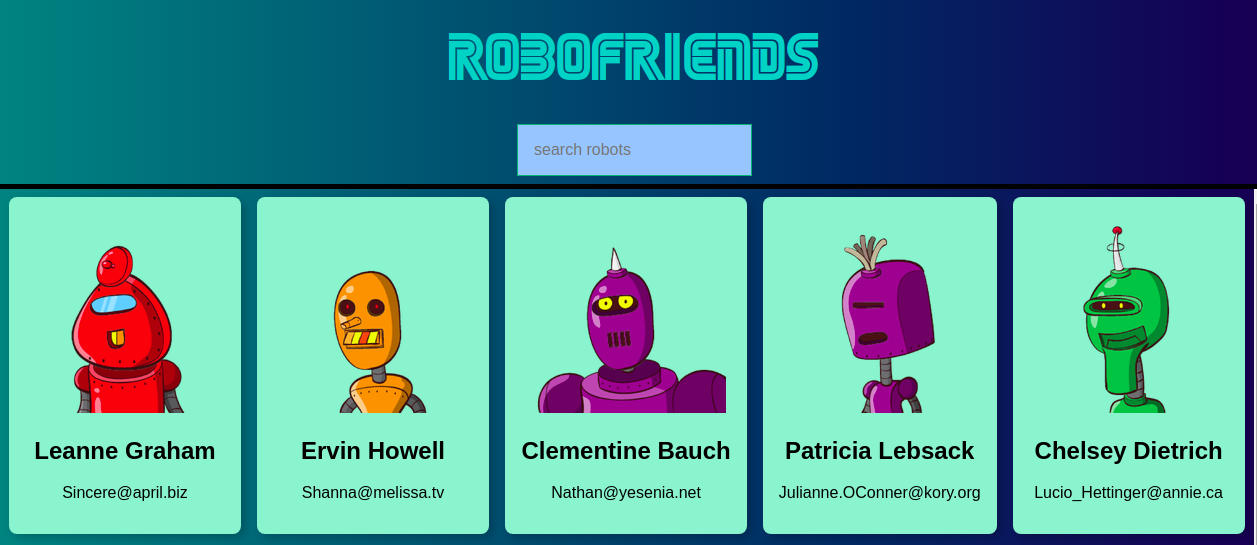 ROBOFRIENDS
search robots
Leanne Graham
Sincere@april.biz
Ervin Howell
Shanna@melissa.tv
Clementine Bauch
Nathan@yesenia.net
Patricia Lebsack
Julianne.OConner@kory.org
Chelsey Dietrich
Lucio_Hettinger@annie.ca